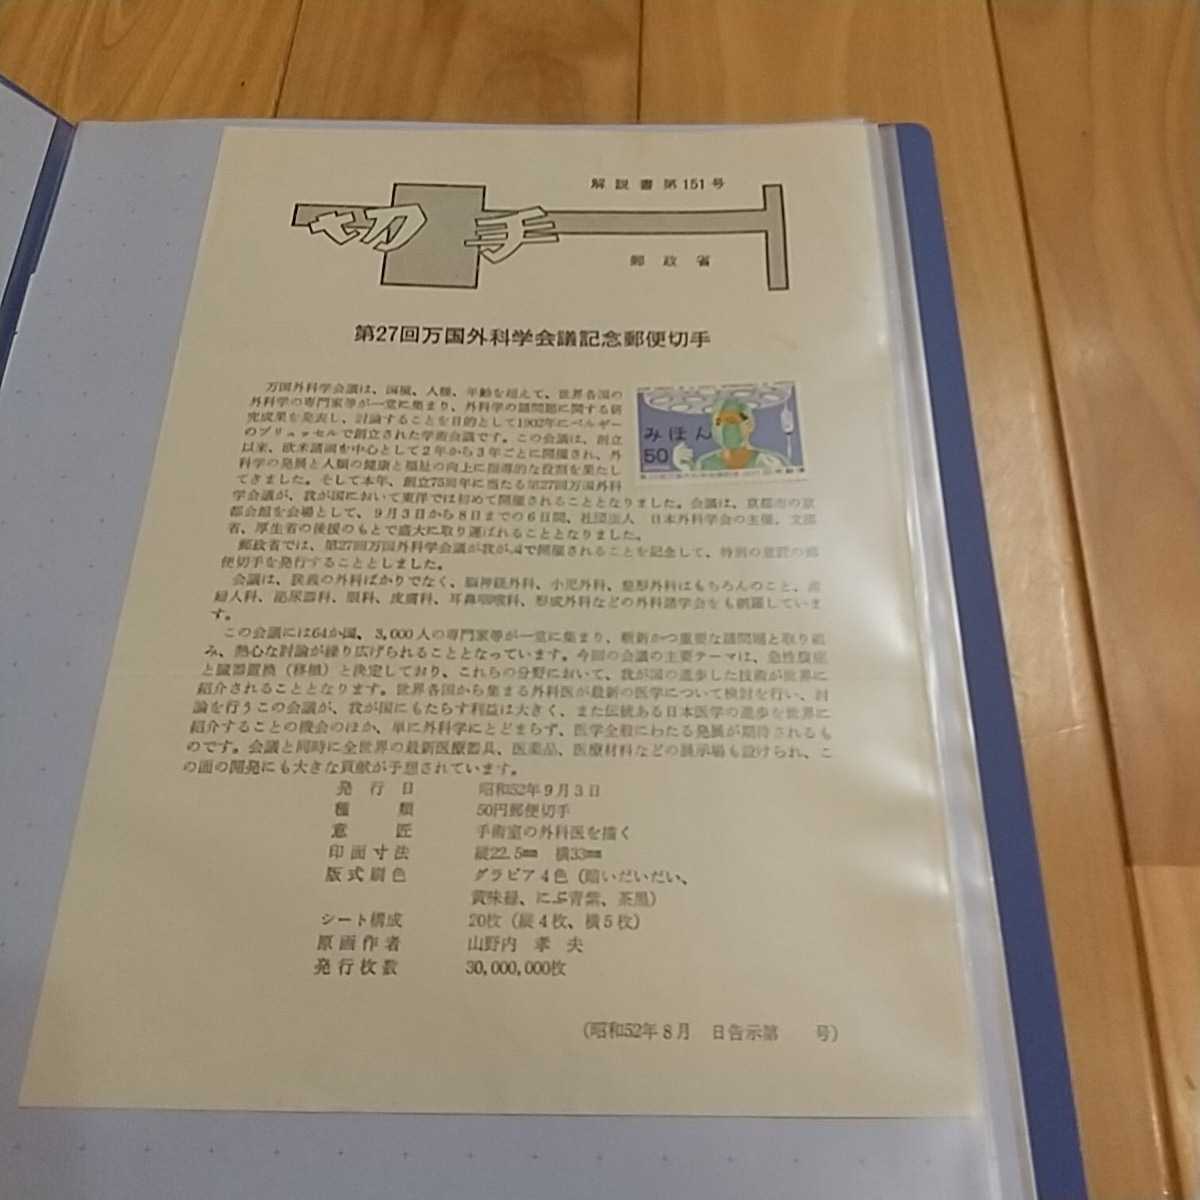 解説書第151号
切手
郵政省
第27回万国外科学会議記念郵便切手
万国外科学会議は、国風、人種、年齢を超えて、世界各国の
外科学の専門家等が一堂に集まり、外科学の諸問題に関する研
究成果を発表し、討論することを目的として1902年にベルギー
のブリュッセルで創立された学術会議です。この会議は、創立
以来、欧米諸国を中心として2年から3年ごとに開催され、外
科学の発展と人類の健康と福祉の向上に指導的な役割を果たし
てきました。そして本年、創立75周年に当たる第27回万国外科
学会議が、我が国において東洋では初めて開催されることとなりました。会議は、京都市の京
都会館を会場として、9月3日から8日までの6日間、社団法人 日本外科学会の主催、文部
省、厚生省の後援のもとで盛大に取り運ばれることとなりました。
郵政省では、第27回万国外科学会議が我が国で開催されることを記念して、特別の意匠の郵
便切手を発行することとしました。
会議は、狭義の外科ばかりでなく、脳神経外科、小児外科、整形外科はもちろんのこと、産
婦人科、泌尿器科、眼科、皮膚科、耳鼻咽喉科、形成外科などの外科諸学会をも網羅していま
す。
この会議には64か国、3,000人の専門家等が一堂に集まり、斬新かつ重要な諸問題と取り組
み、熱心な討論が繰り広げられることとなっています。今回の会議の主要テーマは、急性腹症
と臓器置換(移植)と決定しており、これらの分野において、我が国の進歩した技術が世界に
紹介されることとなります。世界各国から集まる外科医が最新の医学について検討を行い、討
論を行うこの会議が、我が国にもたらす利益は大きく、また伝統ある日本医学の進歩を世界に
紹介することの機会のほか、単に外科学にとどまらず、医学全般にわたる発展が期待されるも
のです。会議と同時に全世界の最新医療器具、医薬品、医療材料などの展示場も設けられ、こ
の面の開発にも大きな貢献が予想されています。
みほん
50
発行日 昭和52年9月3日
種類 50円郵便切手
意匠 手術室の外科医を描く
印面寸法 縦22.5㎜ 横33㎜
版式刷色 グラビア4色(暗いだいだい、
黄味緑、にぶ青紫、茶黒)
シート構成 20枚(縦4枚、横5枚)
原画作者 山野内 孝夫
発行枚数 30,000,000枚
(昭和52年8月 日告示第 号)